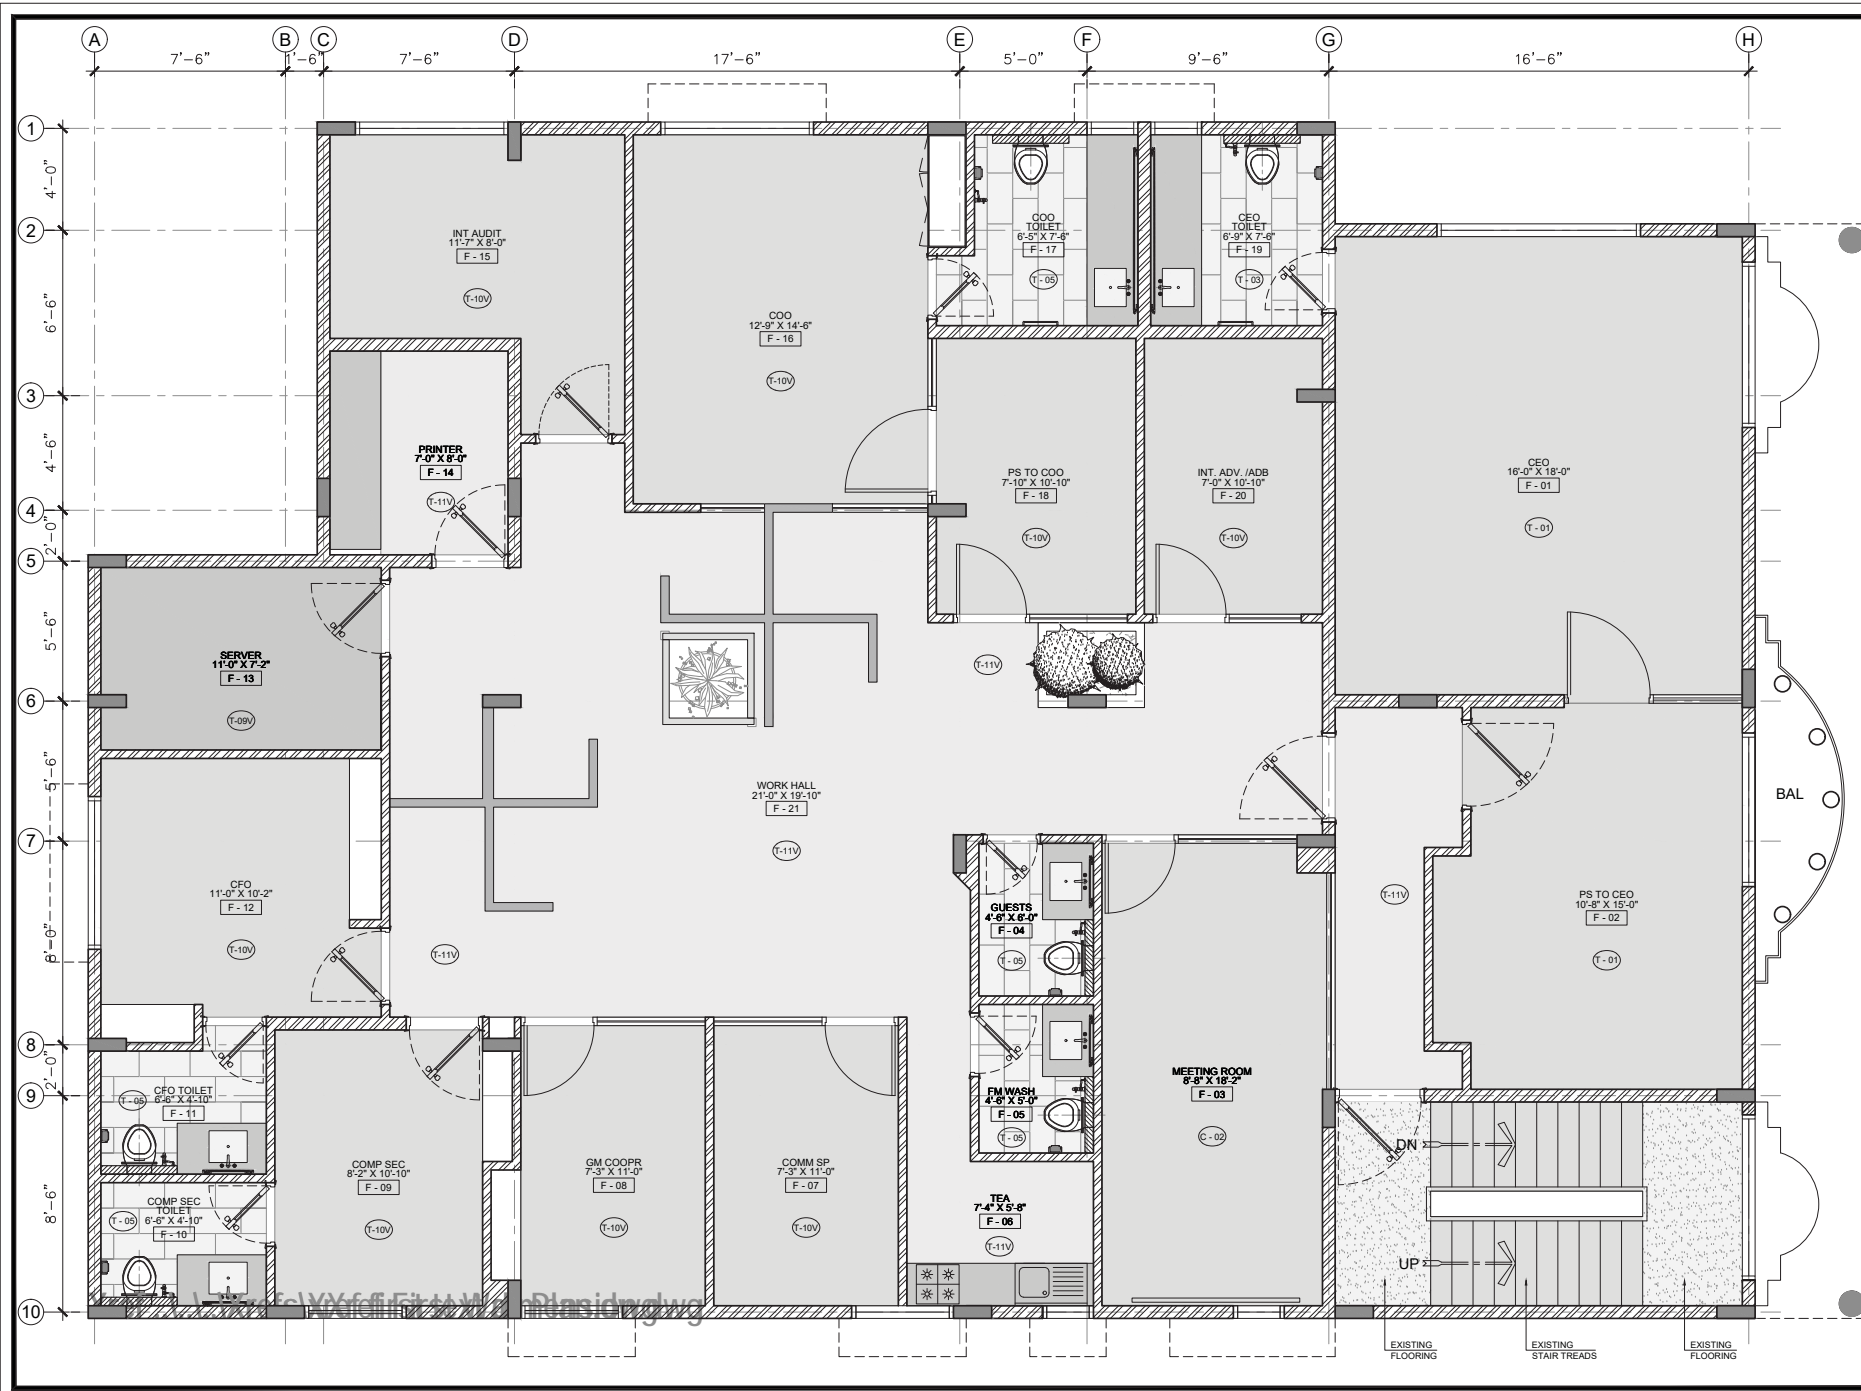 A B C D E F G H
7'-6" 1'-6" 7'-6" 17'-6" 5'-0" 9'-6" 16'-6"
1
4'-0"
2
6'-6"
3
4'-6"
4
2'-0"
5
5'-6"
6
5'-6"
7
8'-0"
8
2'-0"
9
8'-6"
10
INT AUDIT
11'-7" X 8'-0"
F - 15
T-10V
COO
12'-9" X 14'-6"
F - 16
T-10V
COO
TOILET
6'-5" X 7'-6"
F - 17
T - 05
CEO
TOILET
6'-9" X 7'-6"
F - 19
T - 03
PRINTER
7'-0" X 8'-0"
F - 14
T-11V
PS TO COO
7'-10" X 10'-10"
F - 18
T-10V
INT. ADV. /ADB
7'-0" X 10'-10"
F - 20
T-10V
CEO
16'-0" X 18'-0"
F - 01
T - 01
SERVER
11'-0" X 7'-2"
F - 13
T-09V
T-11V
WORK HALL
21'-0" X 19'-10"
F - 21
T-11V
BAL
CFO
11'-0" X 10'-2"
F - 12
T-10V
T-11V
GUESTS
4'-6" X 6'-0"
F - 04
T - 05
T-11V
PS TO CEO
10'-8" X 15'-0"
F - 02
T - 01
CFO TOILET
6'-6" X 4'-10"
F - 11
T - 05
FM WASH
4'-6" X 5'-0"
F - 05
T - 05
MEETING ROOM
8'-8" X 18'-2"
F - 03
C - 02
COMP SEC
8'-2" X 10'-10"
F - 09
T-10V
GM COOPR
7'-3" X 11'-0"
F - 08
T-10V
COMM SP
7'-3" X 11'-0"
F - 07
T-10V
COMP SEC
TOILET
6'-6" X 4'-10"
F - 10
T - 05
TEA
7'-4" X 5'-8"
F - 06
T-11V
DN
UP
EXISTING
FLOORING
EXISTING
STAIR TREADS
EXISTING
FLOORING